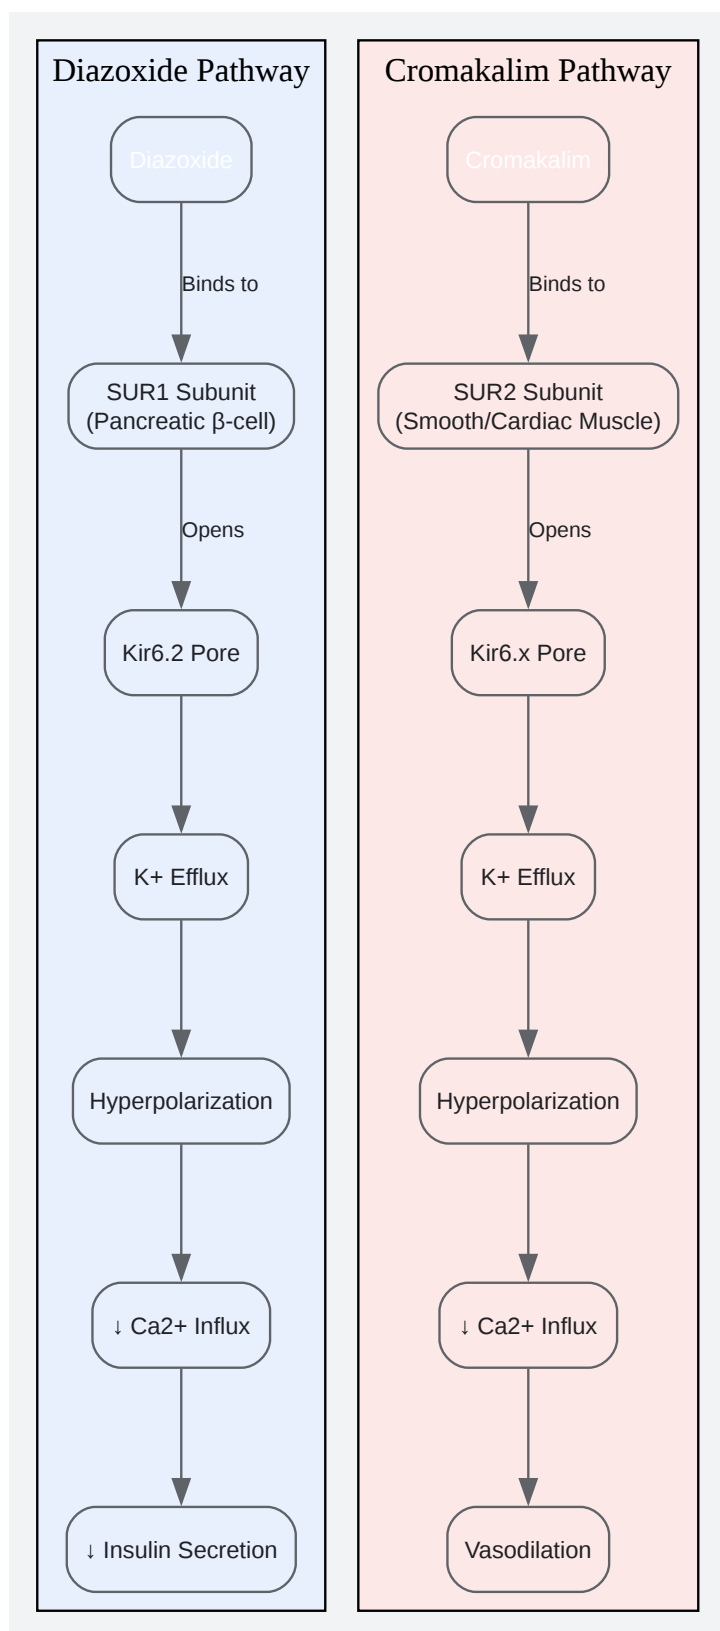 Diazoxide Pathway
Diazoxide
Binds to
SUR1 Subunit
(Pancreatic β-cell)
Opens
Kir6.2 Pore
K+ Efflux
Hyperpolarization
↓ Ca2+ Influx
↓ Insulin Secretion
Cromakalim Pathway
Cromakalim
Binds to
SUR2 Subunit
(Smooth/Cardiac Muscle)
Opens
Kir6.x Pore
K+ Efflux
Hyperpolarization
↓ Ca2+ Influx
Vasodilation